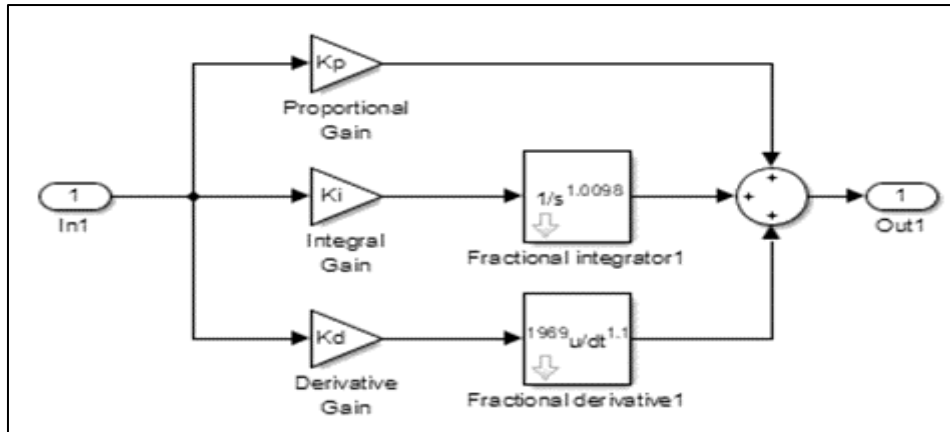 Kp
Proportional
Gain
1
In1
Ki
Integral
Gain
1/s^1.0098
Fractional integrator1
+
+
+
1
Out1
Kd
Derivative
Gain
1969u/dt^1.1
Fractional derivative1